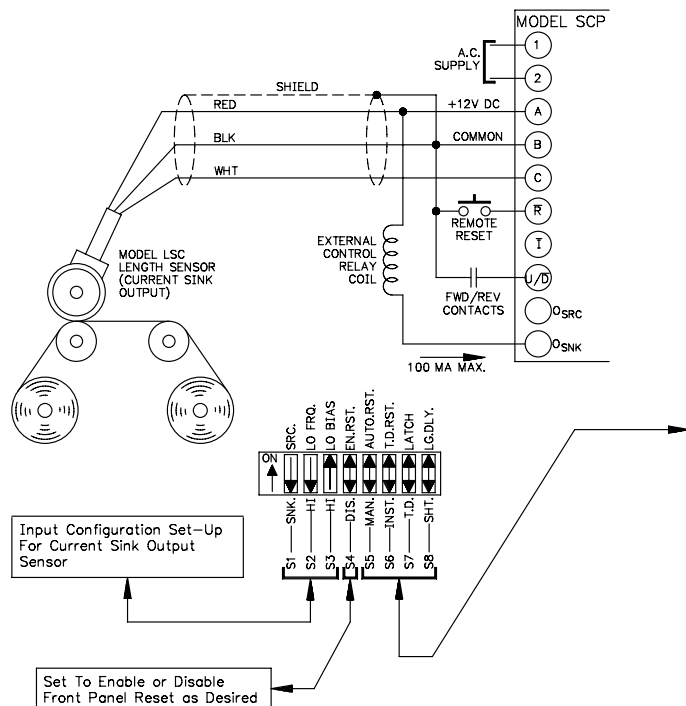 MODEL SCP
A.C.
SUPPLY
1
2
SHIELD
RED
+12V DC
A
BLK
COMMON
B
WHT
C
R̅
REMOTE
RESET
I̅
EXTERNAL
CONTROL
RELAY
COIL
MODEL LSC
LENGTH SENSOR
(CURRENT SINK
OUTPUT)
U/D̅
FWD/REV
CONTACTS
OSRC
OSNK
100 MA MAX.
ON
SRC.
LO FRQ.
LO BIAS
EN.RST.
AUTO.RST.
T.D.RST.
LATCH
LG.DLY.
S1 SNK.
S2 HI
S3 HI
S4 DIS.
S5 MAN.
S6 INST.
S7 T.D.
S8 SHT.
Input Configuration Set-Up
For Current Sink Output
Sensor
Set To Enable or Disable
Front Panel Reset as Desired